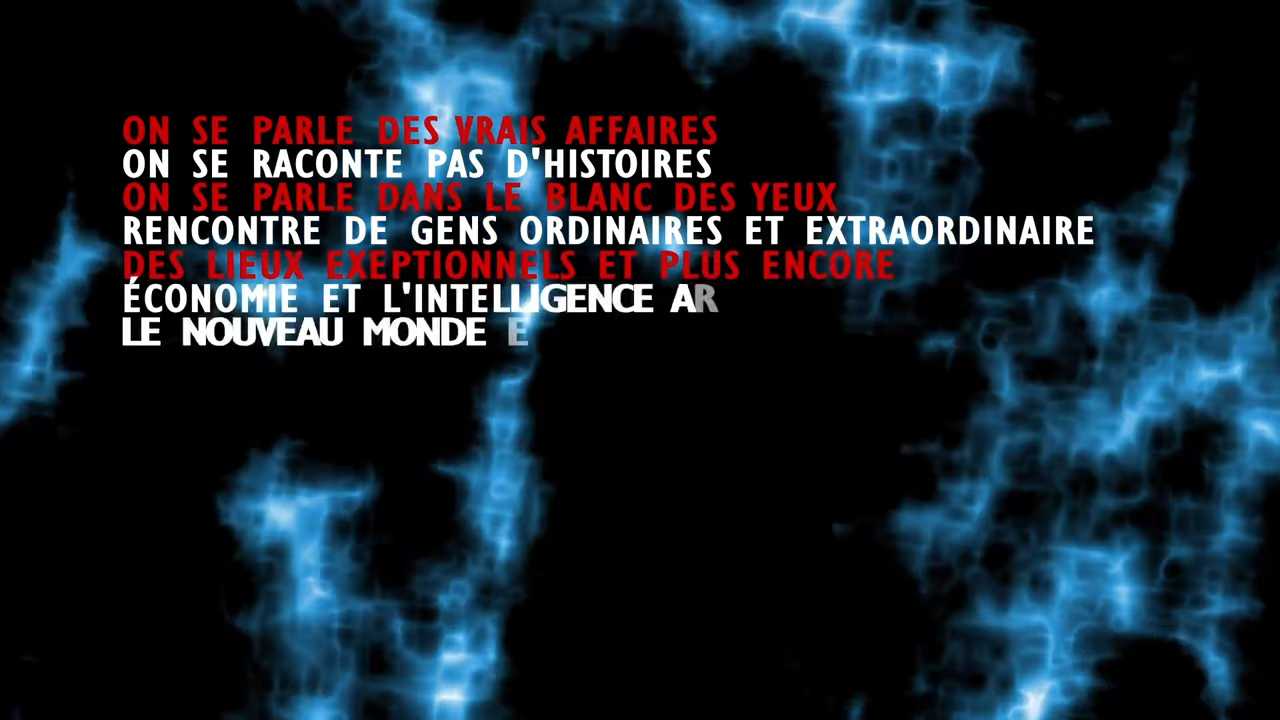 ON SE PARLE DES VRAIS AFFAIRES
ON SE RACONTE PAS D'HISTOIRES
ON SE PARLE DANS LE BLANC DES YEUX
RENCONTRE DE GENS ORDINAIRES ET EXTRAORDINAIRE
DES LIEUX EXEPTIONNELS ET PLUS ENCORE
ÉCONOMIE ET L'INTELLIGENCE AR
LE NOUVEAU MONDE E